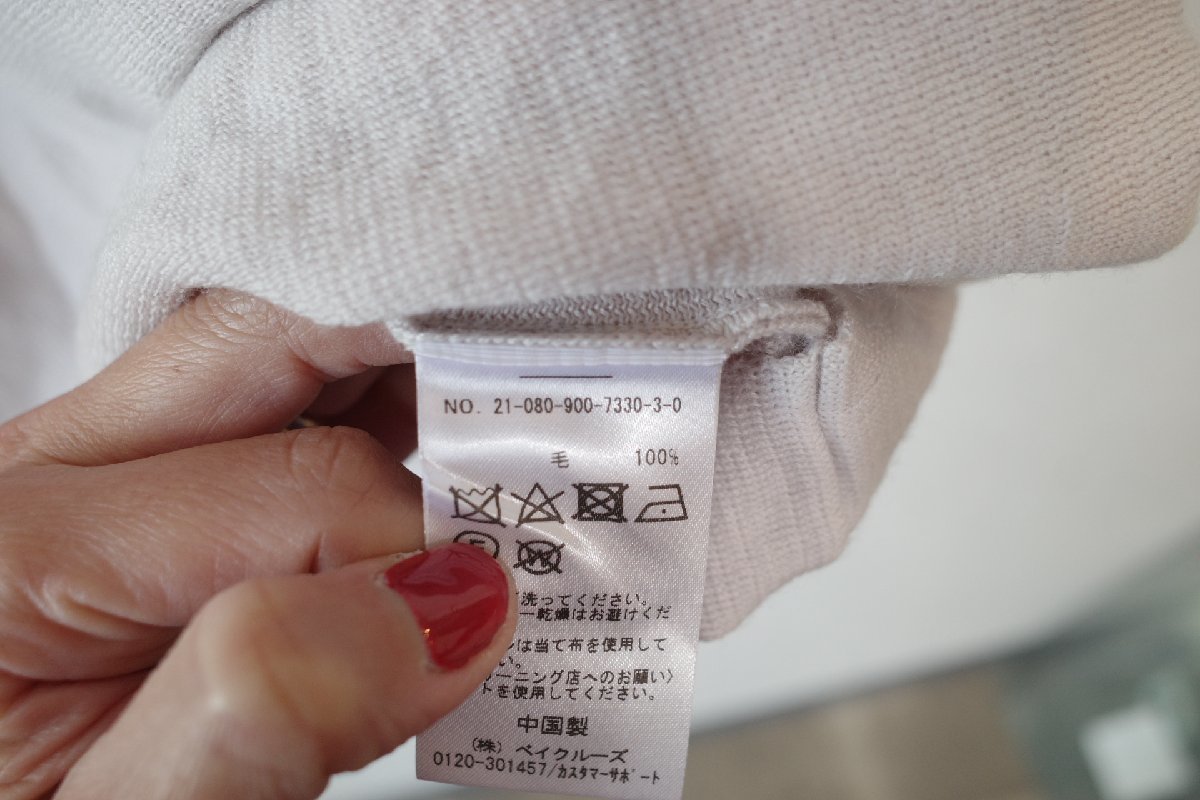 NO. 21-080-900-7330-3-0
毛 100%
洗ってください。
乾燥はお避けくだ
は当て布を使用して
い。
ーニング店へのお願い〉
トを使用してください。
中国製
(株) ベイクルーズ
0120-301457/カスタマーサポート